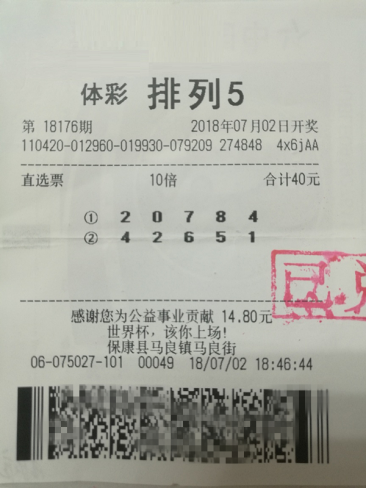 体彩 排列5
第 18176期 2018年07月02日开奖
110420-012960-019930-079209 274848 4x6jAA
直选票 10倍 合计40元
① 2 0 7 8 4
② 4 2 6 5 1
已
感谢您为公益事业贡献 14.80元
世界杯,该你上场!
保康县马良镇马良街
06-075027-101 00049 18/07/02 18:46:44